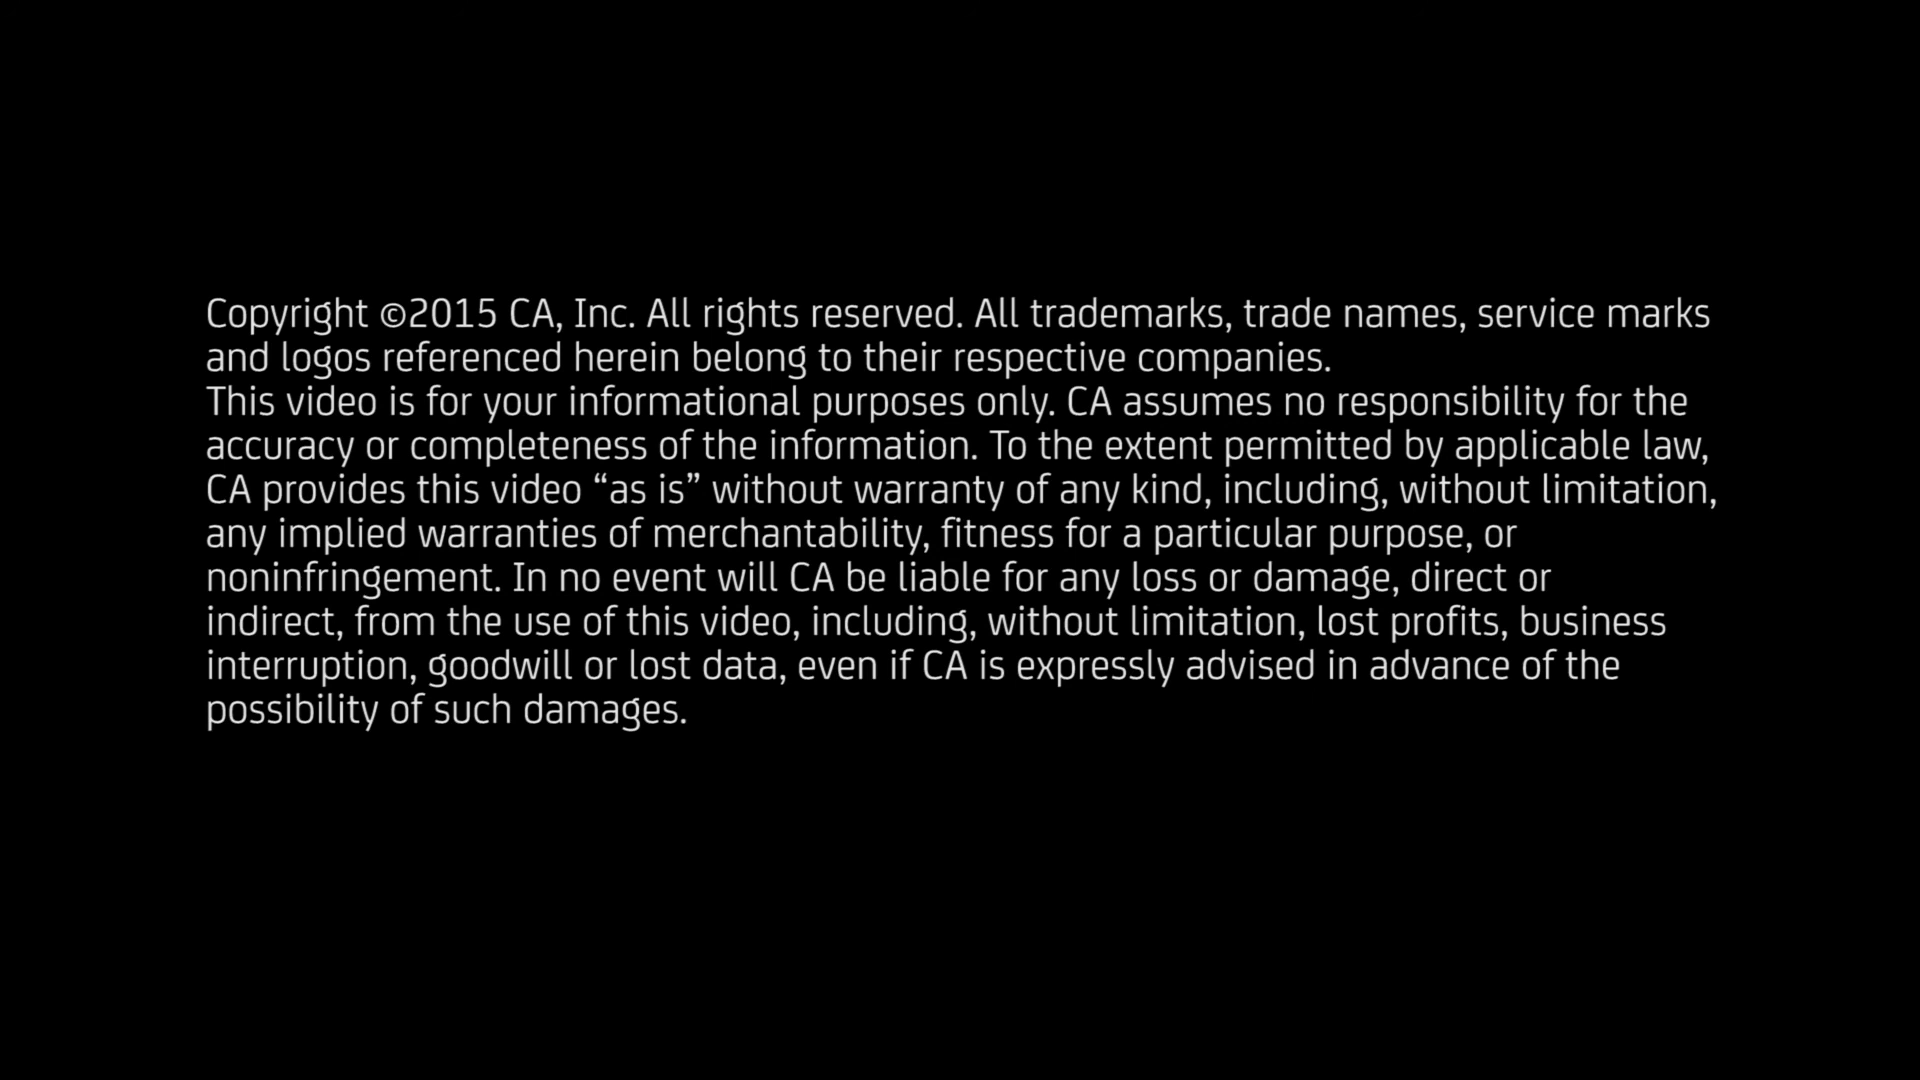 Copyright ©2015 CA, Inc. All rights reserved. All trademarks, trade names, service marks
and logos referenced herein belong to their respective companies.
This video is for your informational purposes only. CA assumes no responsibility for the
accuracy or completeness of the information. To the extent permitted by applicable law,
CA provides this video “as is” without warranty of any kind, including, without limitation,
any implied warranties of merchantability, fitness for a particular purpose, or
noninfringement. In no event will CA be liable for any loss or damage, direct or
indirect, from the use of this video, including, without limitation, lost profits, business
interruption, goodwill or lost data, even if CA is expressly advised in advance of the
possibility of such damages.